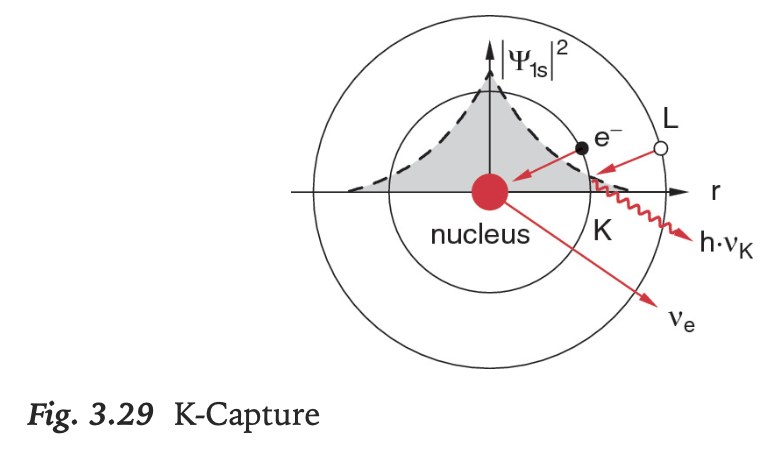 |Ψ1s|²
L
e⁻
r
nucleus
K
h·νK
νe
Fig. 3.29 K-Capture